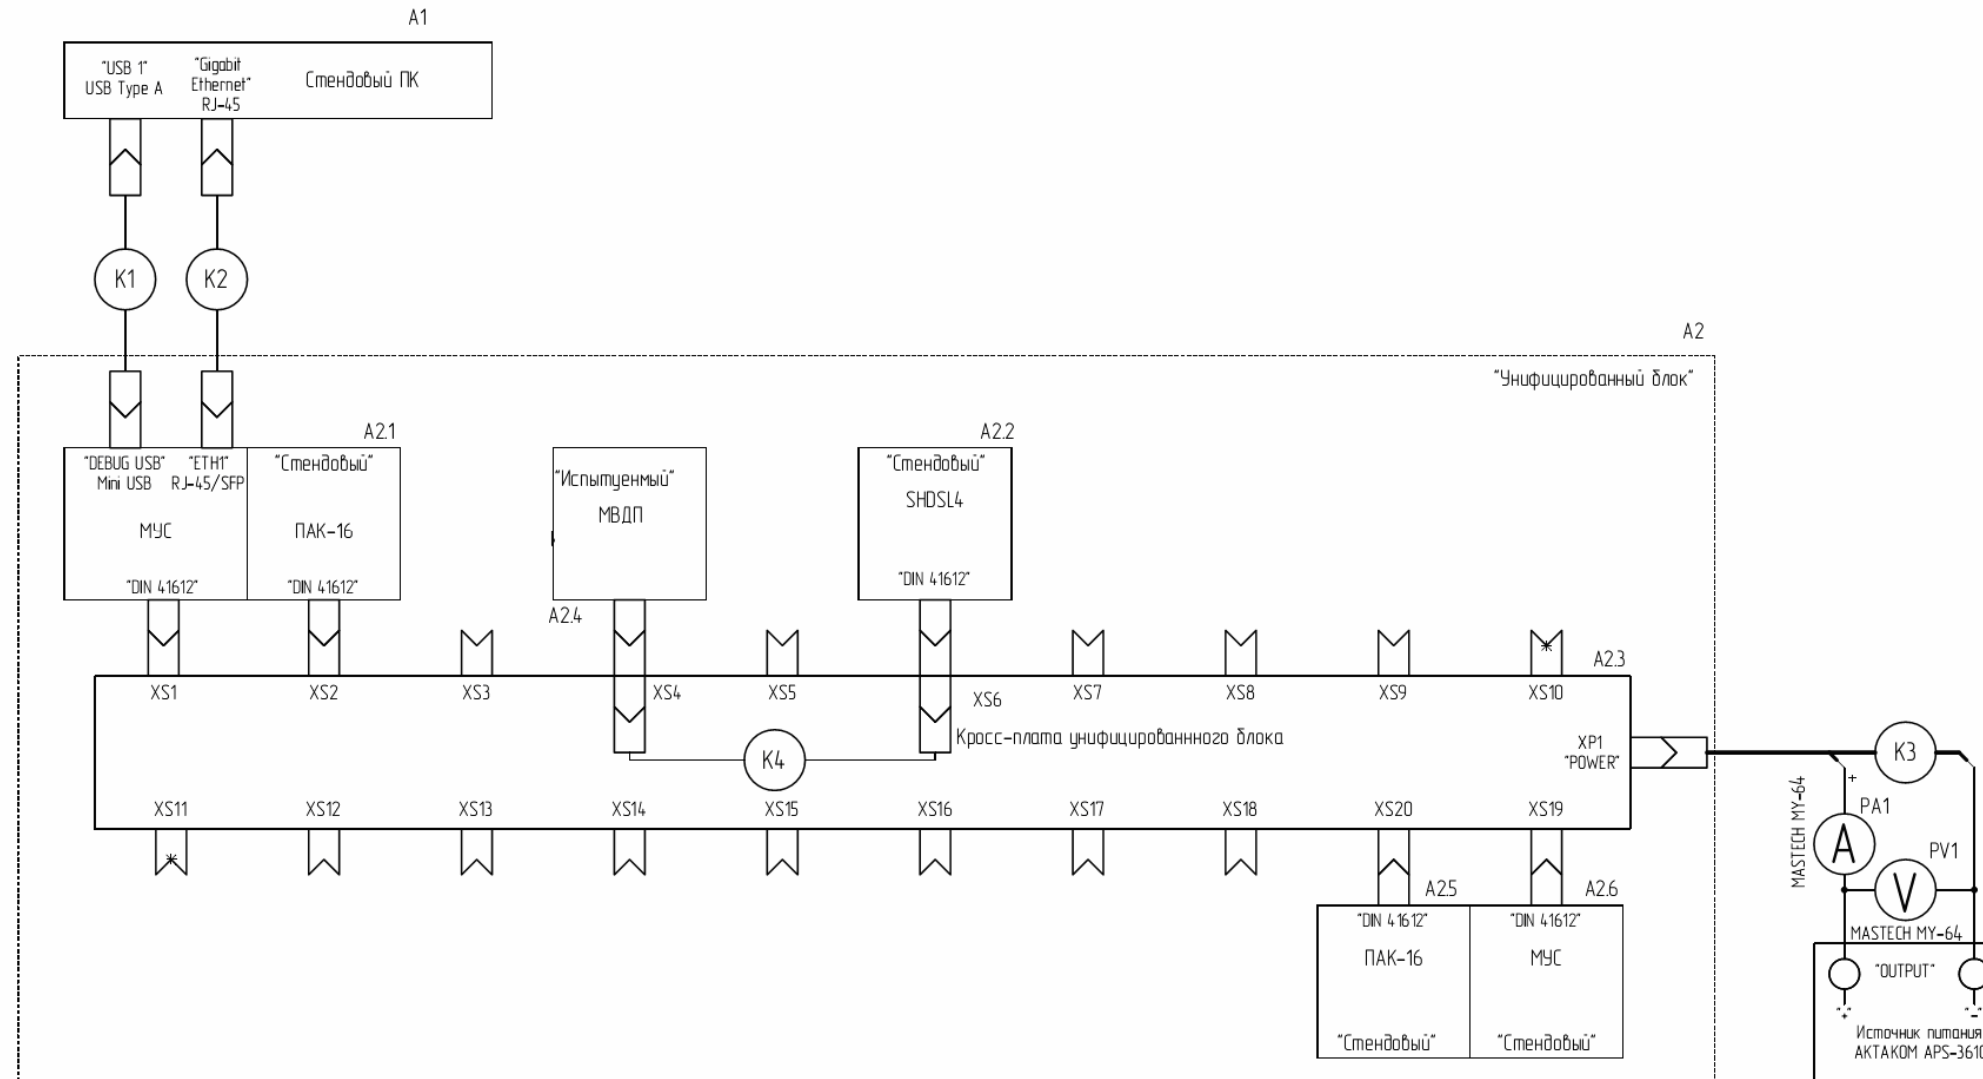 A1
"USB 1"
USB Type A
"Gigabit
Ethernet"
RJ-45
Стендовый ПК
K1
K2
A2
"Унифицированный блок"
A2.1
"DEBUG USB"
Mini USB
"ETH1"
RJ-45/SFP
МУС
"DIN 41612"
"Стендовый"
ПАК-16
"DIN 41612"
"Испытуенмый"
МВДП
A2.4
A2.2
"Стендовый"
SHDSL4
"DIN 41612"
A2.3
XS1
XS2
XS3
XS4
XS5
XS6
XS7
XS8
XS9
XS10
K4
Кросс-плата унифицированнного блока
XP1
"POWER"
XS11
XS12
XS13
XS14
XS15
XS16
XS17
XS18
XS20
XS19
K3
+
MASTECH MY-64
PA1
A
PV1
V
MASTECH MY-64
A2.5
"DIN 41612"
ПАК-16
"Стендовый"
A2.6
"DIN 41612"
МУС
"Стендовый"
"OUTPUT"
"+"
"-"
Источник питания
АКТАКОМ APS-3610